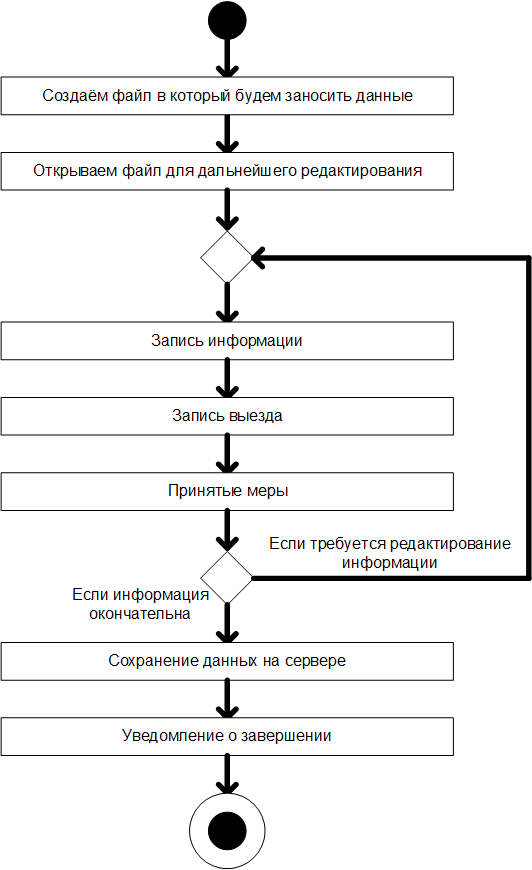 Создаём файл в который будем заносить данные
Открываем файл для дальнейшего редактирования
Запись информации
Запись выезда
Принятые меры
Если требуется редактирование
информации
Если информация
окончательна
Сохранение данных на сервере
Уведомление о завершении